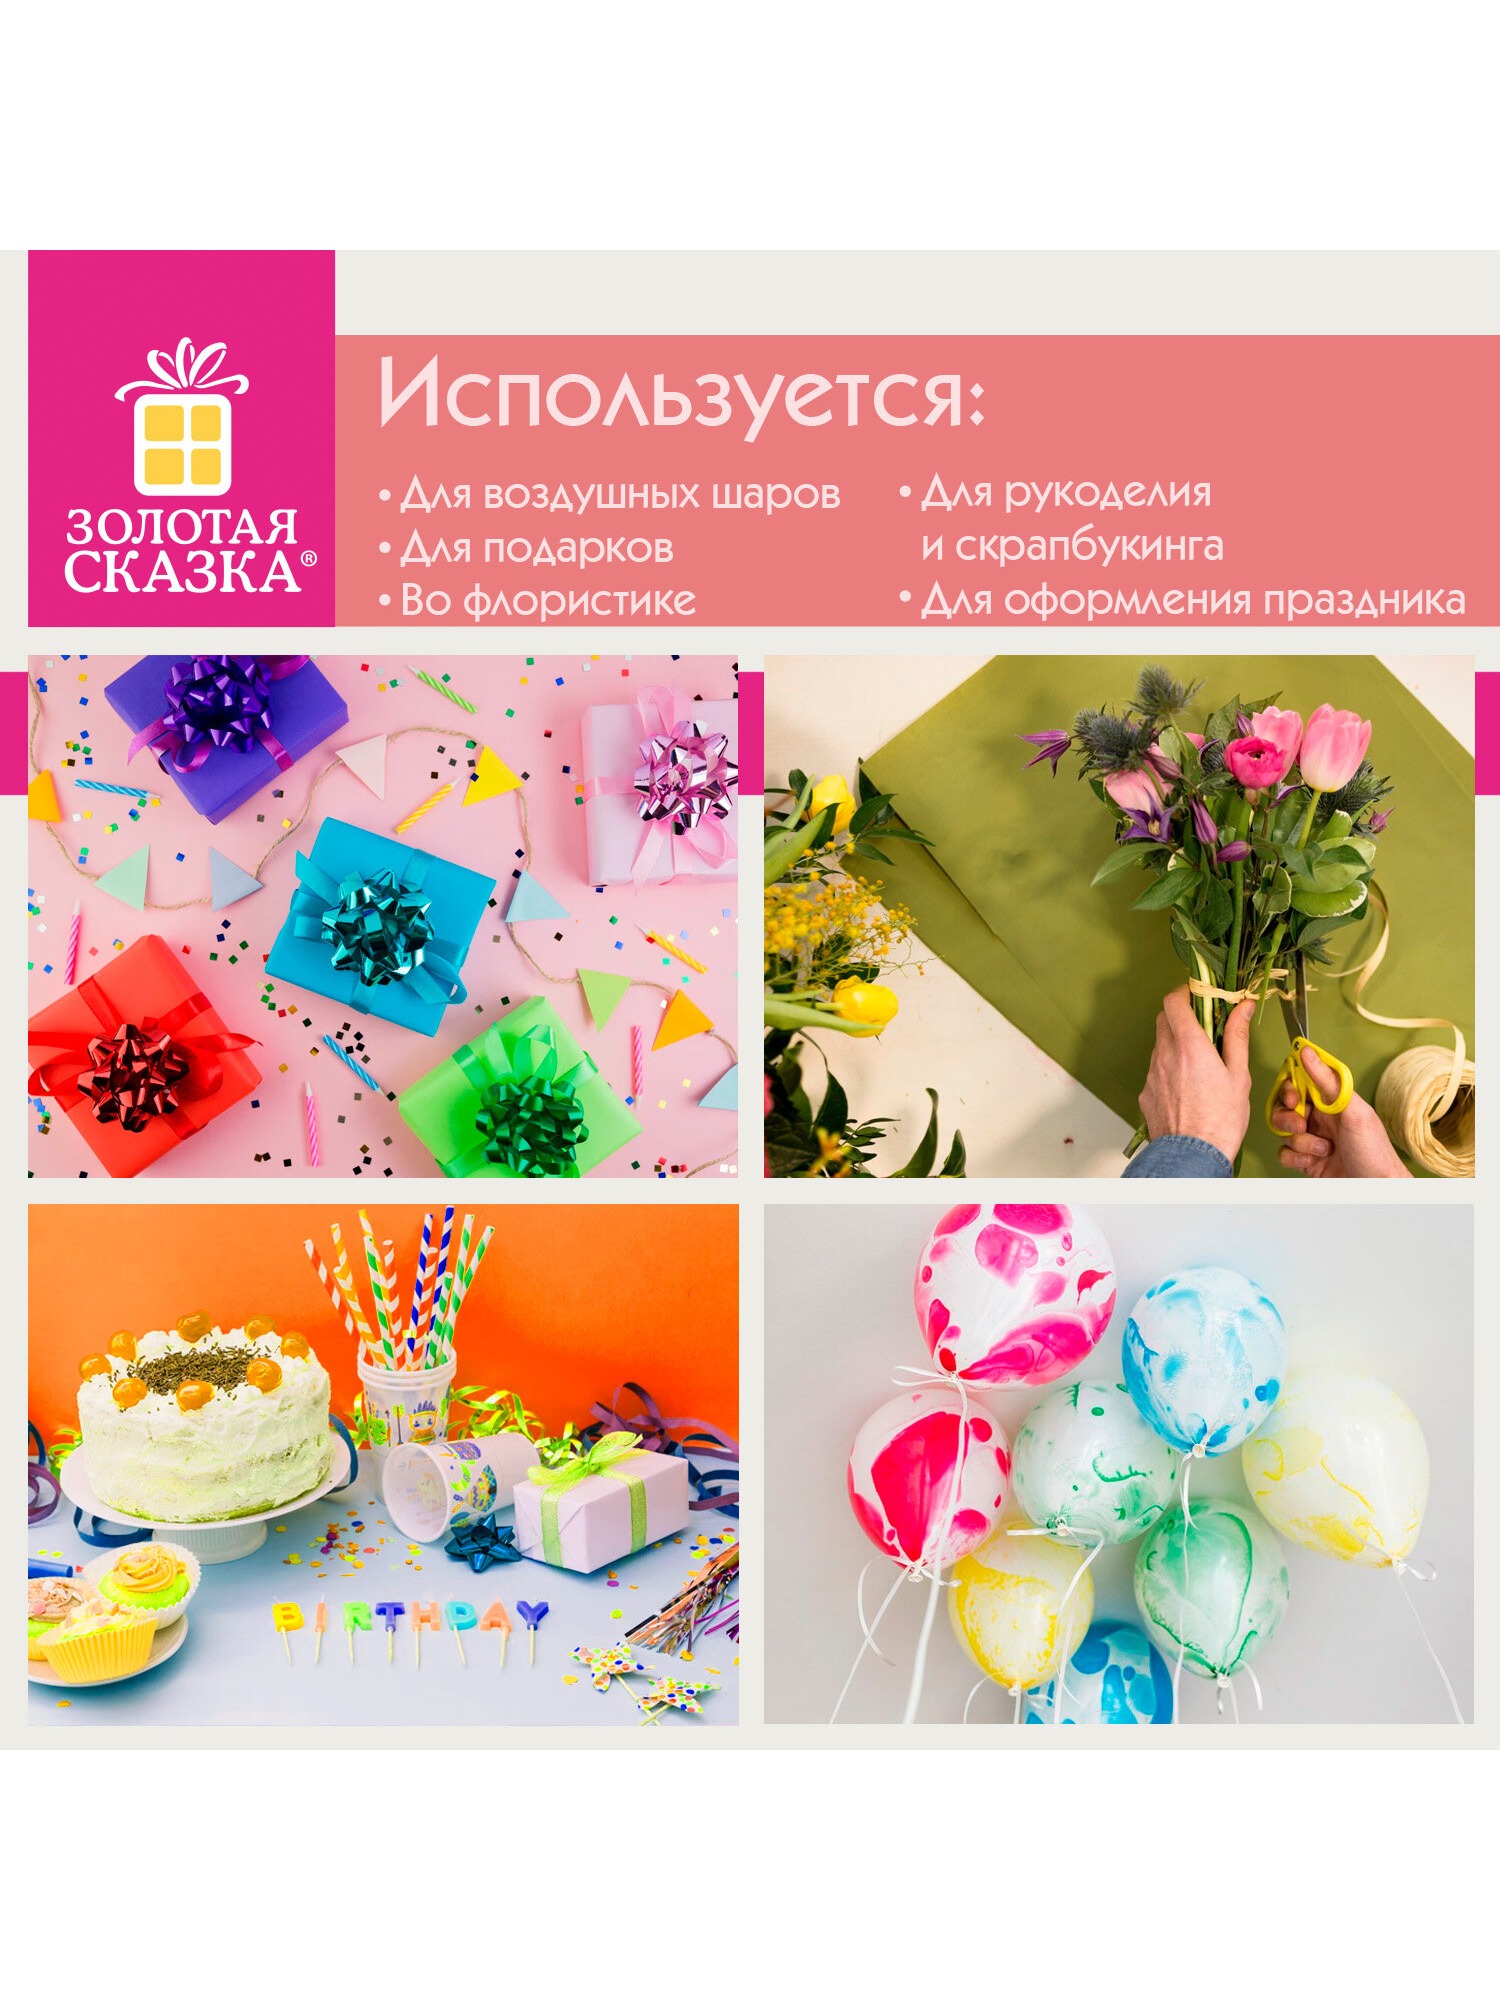 ЗОЛОТАЯ
СКАЗКА®
Используется:
• Для воздушных шаров
• Для подарков
• Во флористике
• Для рукоделия
и скрапбукинга
• Для оформления праздника
BIRTHDAY